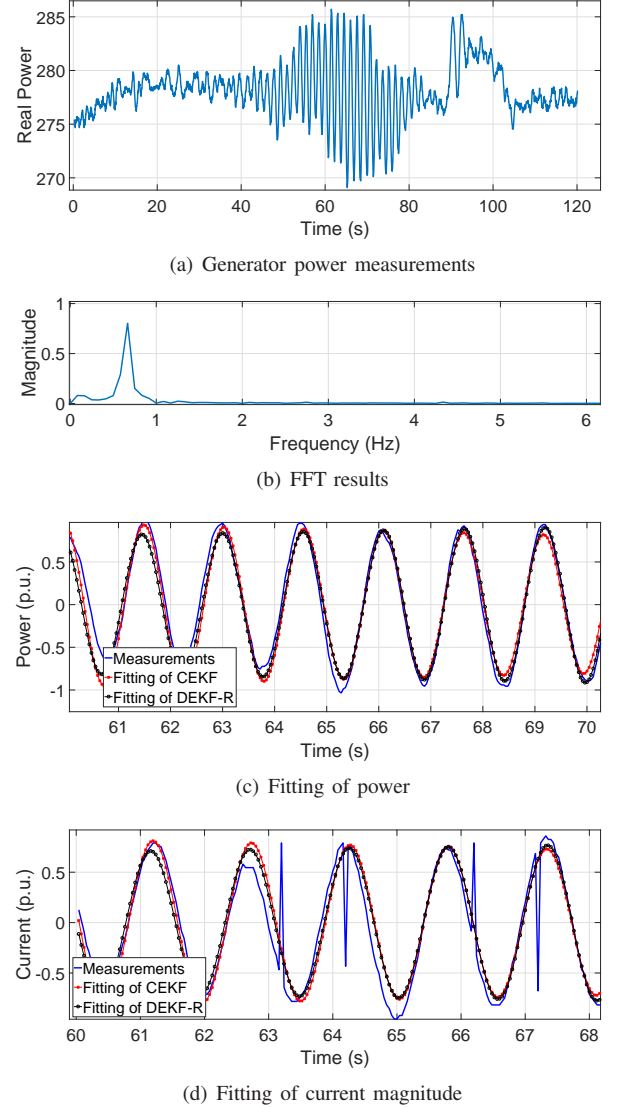 285
280
275
270
Real Power
0 20 40 60 80 100 120
Time (s)
(a) Generator power measurements
1
0.5
0
Magnitude
0 1 2 3 4 5 6
Frequency (Hz)
(b) FFT results
0.5
0
-0.5
-1
Power (p.u.)
Measurements
Fitting of CEKF
Fitting of DEKF-R
61 62 63 64 65 66 67 68 69 70
Time (s)
(c) Fitting of power
0.5
0
-0.5
Current (p.u.)
Measurements
Fitting of CEKF
Fitting of DEKF-R
60 61 62 63 64 65 66 67 68
Time (s)
(d) Fitting of current magnitude